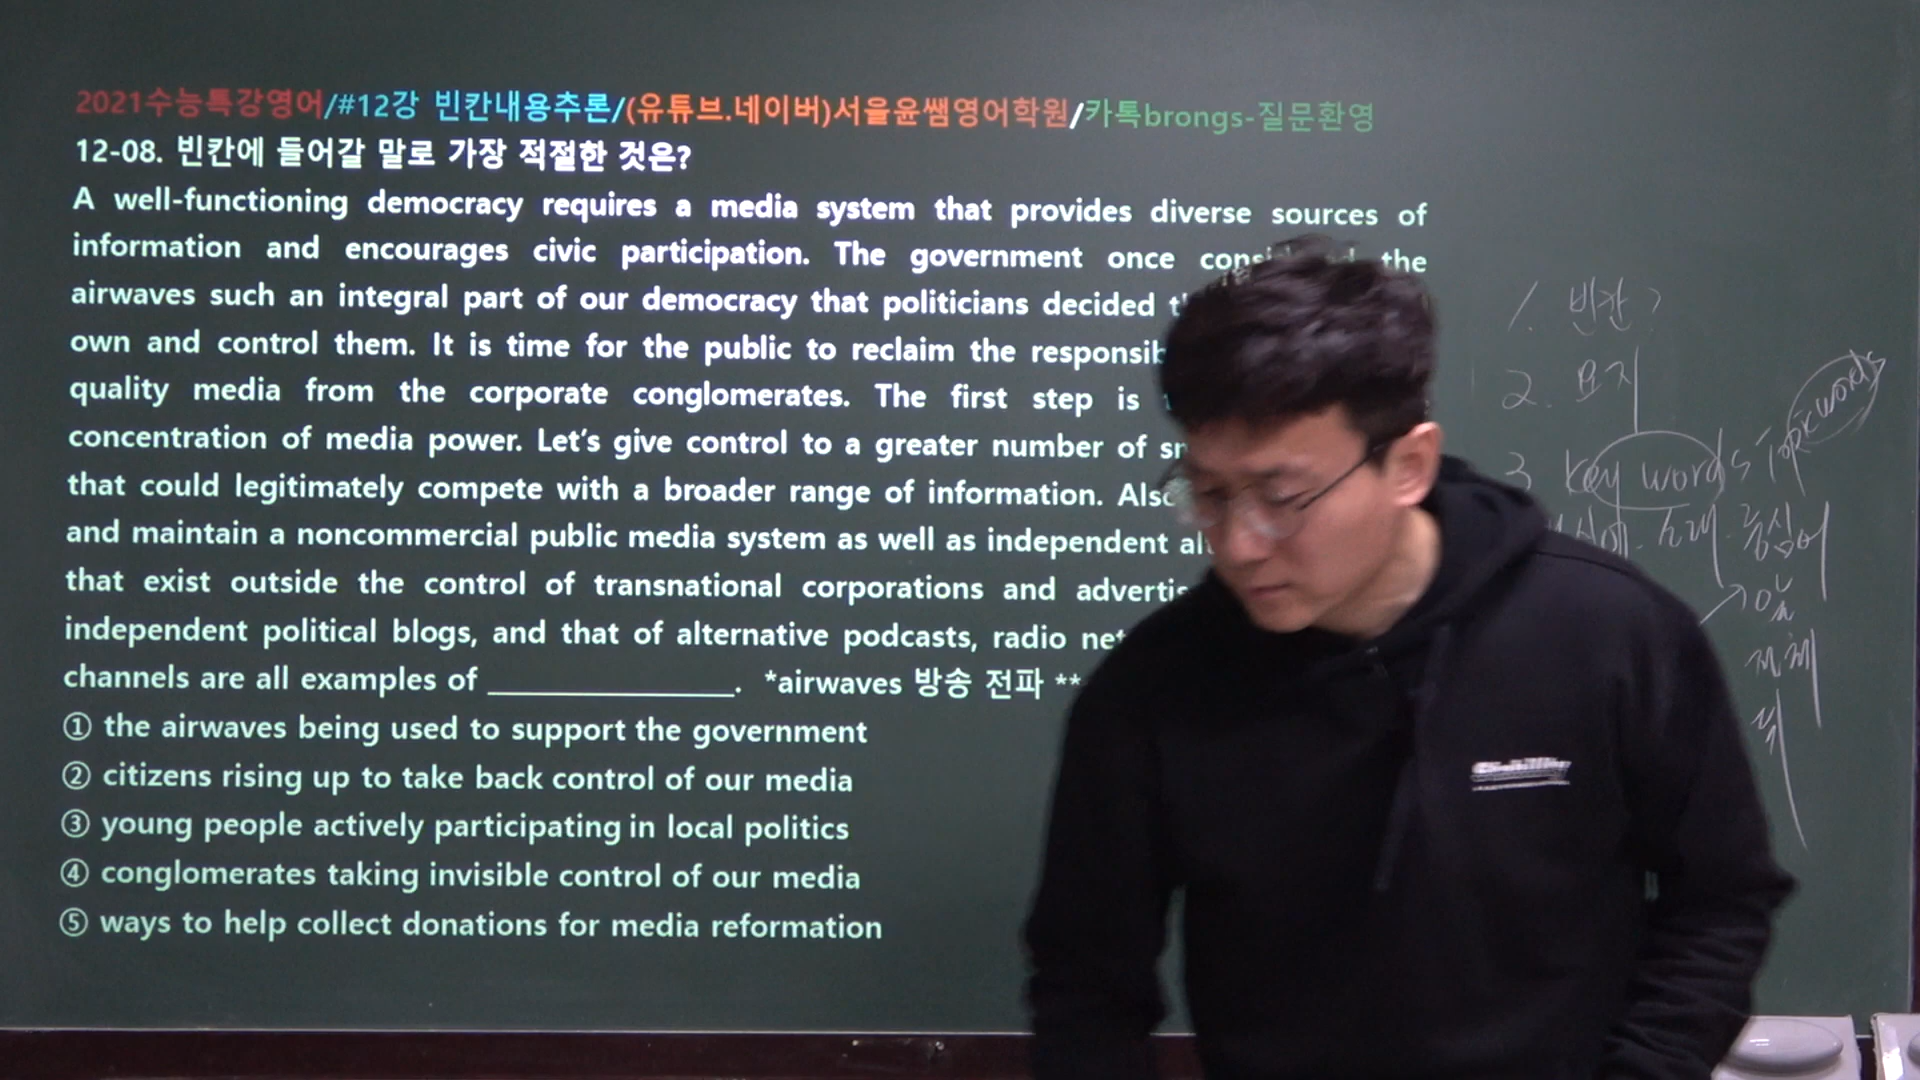 2021수능특강영어/#12강 빈칸내용추론/(유튜브.네이버)서울윤쌤영어학원/카톡brongs-질문환영
12-08. 빈칸에 들어갈 말로 가장 적절한 것은?
A well-functioning democracy requires a media system that provides diverse sources of
information and encourages civic participation. The government once the
airwaves such an integral part of our democracy that politicians decided
own and control them. It is time for the public to reclaim the
quality media from the corporate conglomerates. The first step is
concentration of media power. Let's give control to a greater number of
that could legitimately compete with a broader range of information.
and maintain a noncommercial public media system as well as independent
that exist outside the control of transnational corporations and
independent political blogs, and that of alternative podcasts, radio
channels are all examples of ______________. *airwaves 방송 전파 **
① the airwaves being used to support the government
② citizens rising up to take back control of our media
③ young people actively participating in local politics
④ conglomerates taking invisible control of our media
⑤ ways to help collect donations for media reformation
1. 빈칸?
2. 요지
3 key words Topic words